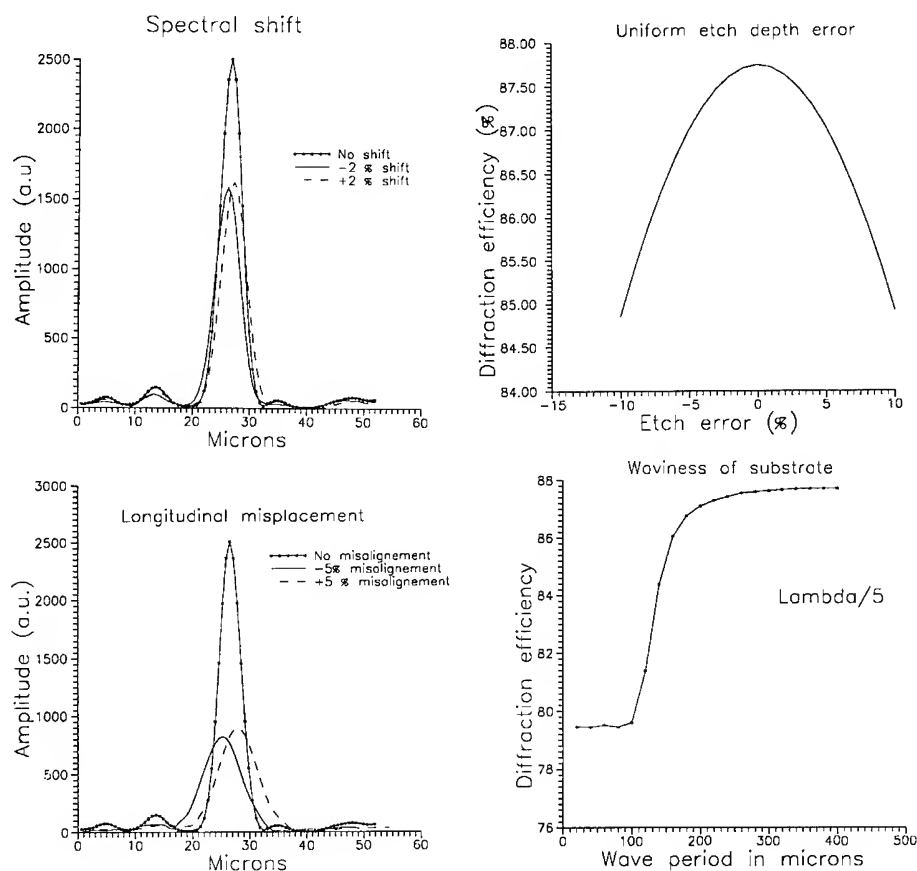 Spectral shift
2500
2000
1500
1000
500
0
Amplitude (a.u)
No shift
-2 % shift
+2 % shift
0 10 20 30 40 50 60
Microns
Uniform etch depth error
88.00
87.50
87.00
86.50
86.00
85.50
85.00
84.50
84.00
Diffraction efficiency (%)
-15 -10 -5 0 5 10
Etch error (%)
3000
2500
2000
1500
1000
500
0
Amplitude (a.u.)
Longitudinal misplacement
No misalignement
-5% misalignement
+5 % misalignement
0 10 20 30 40 50 60
Microns
Waviness of substrate
88
86
84
82
80
78
76
Diffraction efficiency
Lambda/5
0 100 200 300 400 500
Wave period in microns